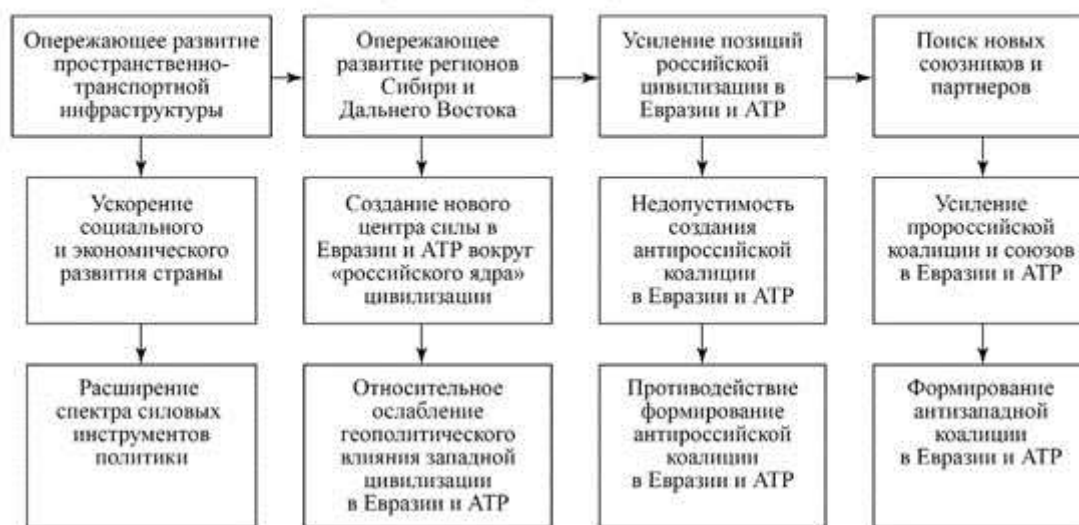 Опережающее развитие
пространственно-
транспортной
инфраструктуры
Опережающее
развитие регионов
Сибири и
Дальнего Востока
Усиление позиций
российской
цивилизации в
Евразии и АТР
Поиск новых
союзников и
партнеров
Ускорение
социального
и экономического
развития страны
Создание нового
центра силы в
Евразии и АТР вокруг
«российского ядра»
цивилизации
Недопустимость
создания
антироссийской
коалиции
в Евразии и АТР
Усиление
пророссийской
коалиции и союзов
в Евразии и АТР
Расширение
спектра силовых
инструментов
политики
Относительное
ослабление
геополитического
влияния западной
цивилизации
в Евразии и АТР
Противодействие
формирование
антироссийской
коалиции
в Евразии и АТР
Формирование
антизападной
коалиции
в Евразии и АТР